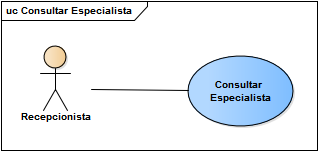 uc Consultar Especialista
Consultar
Especialista
Recepcionista